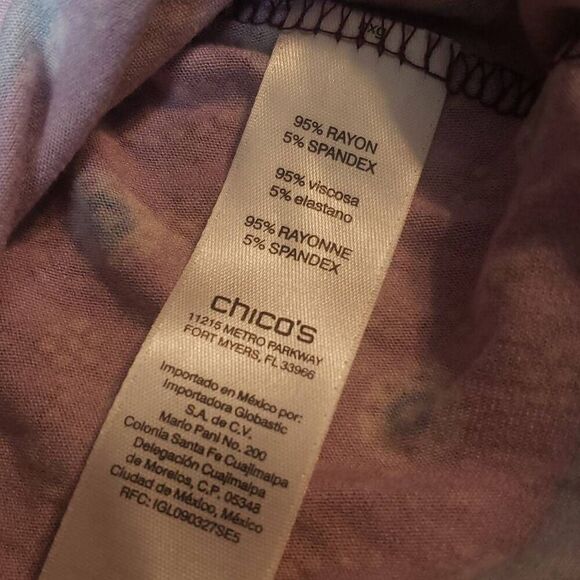 95% RAYON
5% SPANDEX
95% viscosa
5% elastano
95% RAYONNE
5% SPANDEX
chico's
11215 METRO PARKWAY
FORT MYERS, FL 33966
Importado en México por:
Importadora Globastic
S.A. de C.V.
Mario Pani No. 200
Colonia Santa Fe Cuajimalpa
Delegación Cuajimalpa
de Morelos, C.P. 05348
Ciudad de México, México
RFC: IGL090327SE5